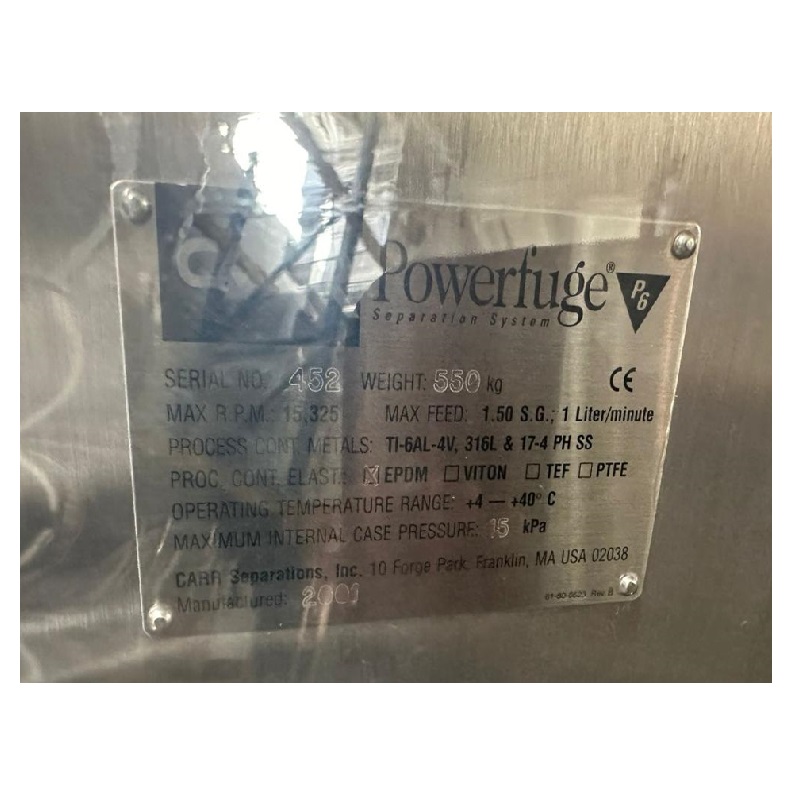 Powerfuge®
P6
Separation System
SERIAL NO. 452 WEIGHT: 550 kg CE
MAX R.P.M.: 15,325 MAX FEED: 1.50 S.G.; 1 Liter/minute
PROCESS CONT. METALS: TI-6AL-4V, 316L & 17-4 PH SS
PROC. CONT. ELAST.: ☒ EPDM ☐ VITON ☐ TEF ☐ PTFE
OPERATING TEMPERATURE RANGE: +4 — +40° C
MAXIMUM INTERNAL CASE PRESSURE: 15 kPa
CARR Separations, Inc. 10 Forge Park, Franklin, MA USA 02038
Manufactured: 2001
Rev B